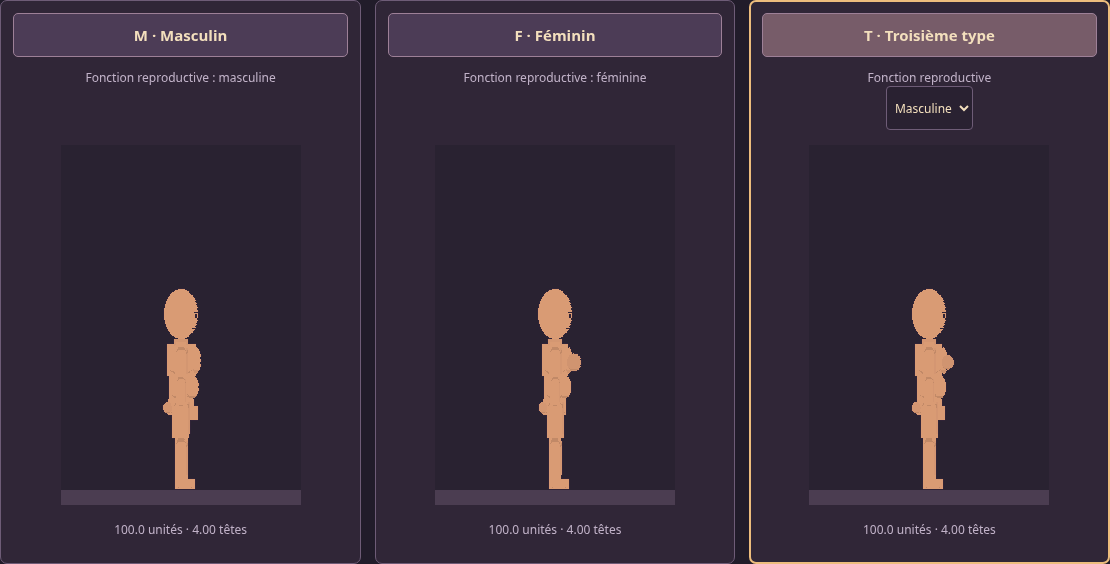 M · Masculin
Fonction reproductive : masculine
100.0 unités · 4.00 têtes
F · Féminin
Fonction reproductive : féminine
100.0 unités · 4.00 têtes
T · Troisième type
Fonction reproductive
Masculine
100.0 unités · 4.00 têtes